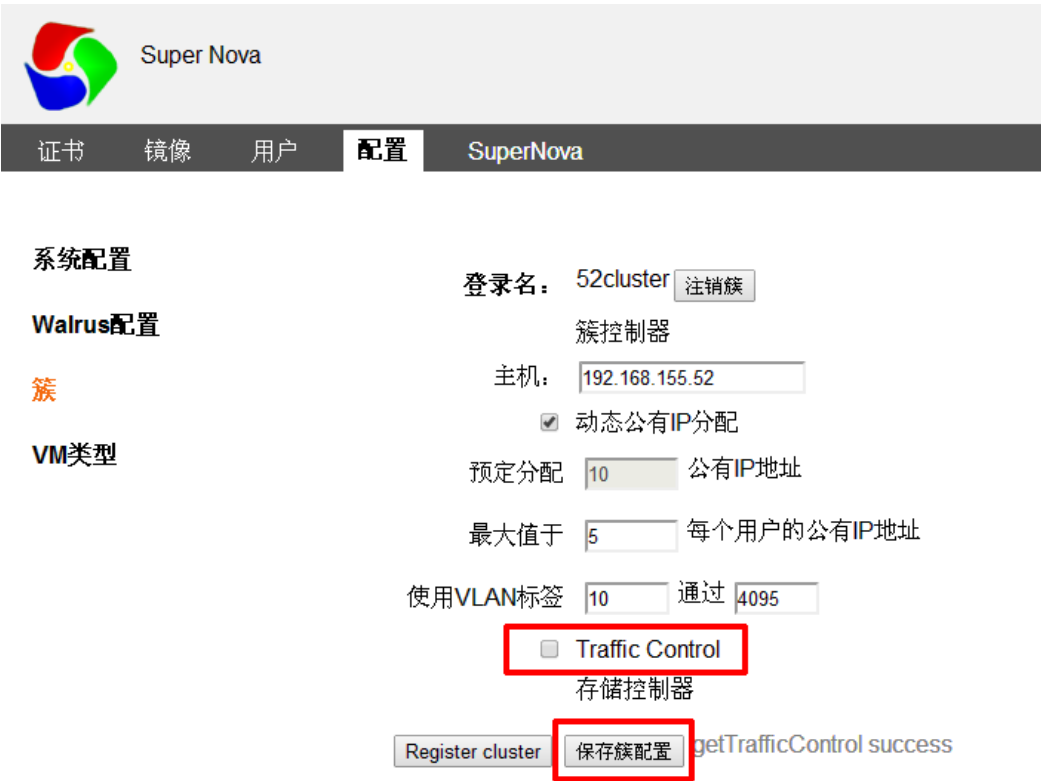 Super Nova
证书 镜像 用户 配置 SuperNova
系统配置
Walrus配置
簇
VM类型
登录名： 52cluster 注销簇
簇控制器
主机： 192.168.155.52
动态公有IP分配
预定分配 10 公有IP地址
最大值于 5 每个用户的公有IP地址
使用VLAN标签 10 通过 4095
Traffic Control
存储控制器
Register cluster 保存簇配置 getTrafficControl success